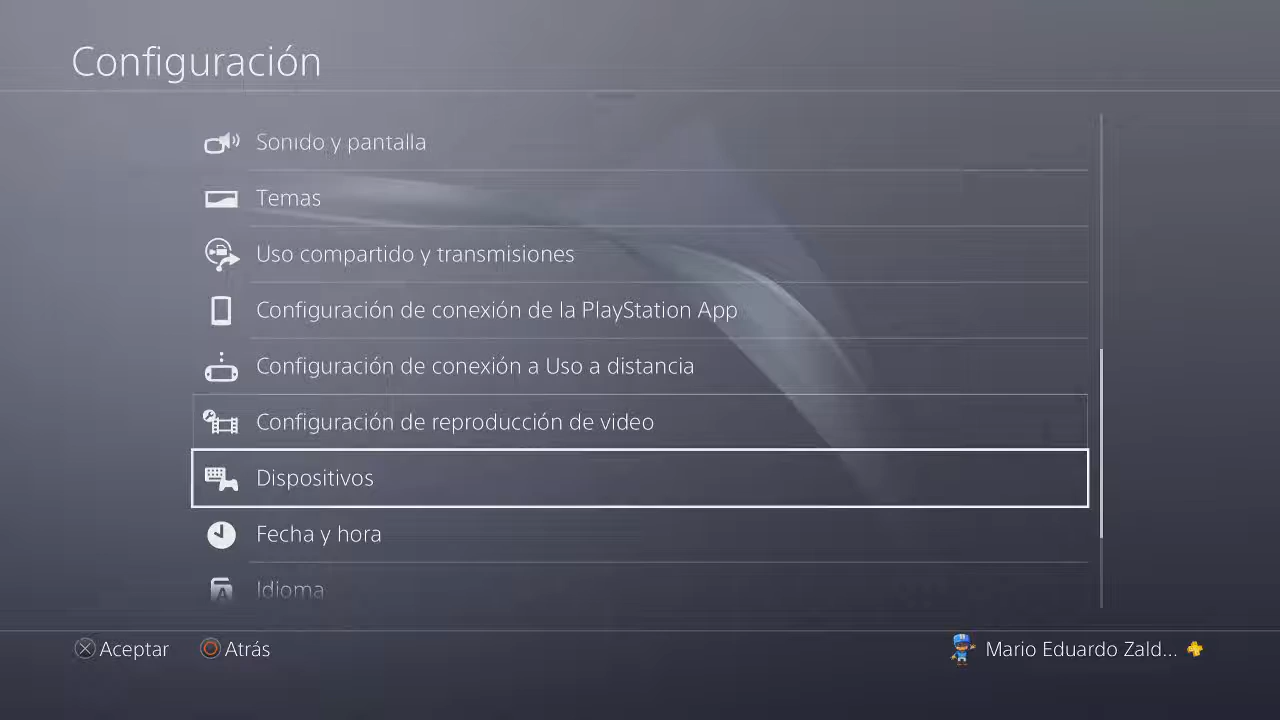 Configuración
Sonido y pantalla
Temas
Uso compartido y transmisiones
Configuración de conexión de la PlayStation App
Configuración de conexión a Uso a distancia
Configuración de reproducción de video
Dispositivos
Fecha y hora
Idioma
Aceptar Atrás Mario Eduardo Zald...